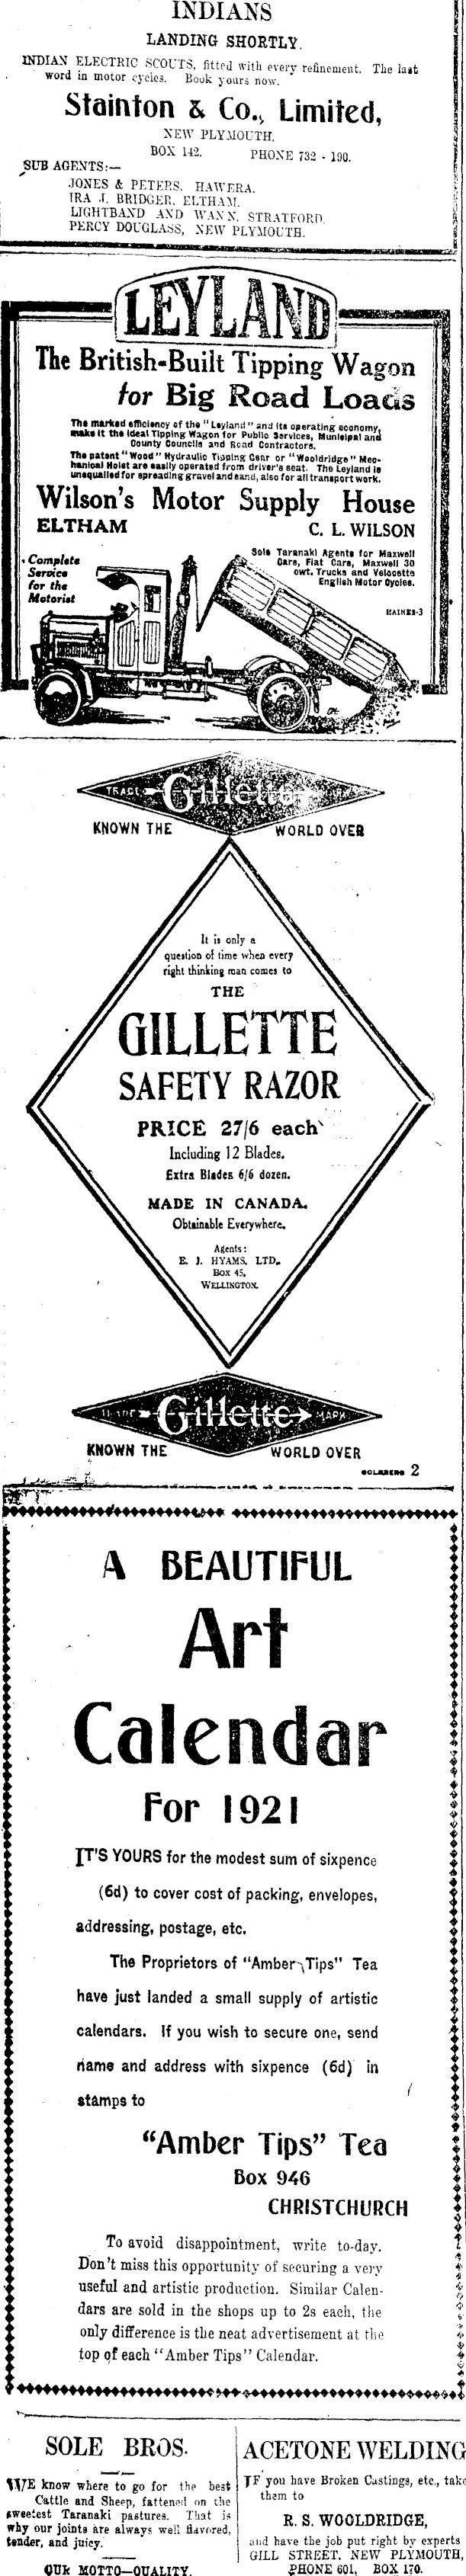 INDIANS
LANDING SHORTLY.
INDIAN ELECTRIC SCOUTS, fitted with every refinement. The last
word in motor cycles. Book yours now.
Stainton & Co., Limited,
NEW PLYMOUTH.
BOX 142. PHONE 732 - 190.
SUB AGENTS:—
JONES & PETERS. HAWERA.
IRA J. BRIDGER. ELTHAM.
LIGHTBAND AND WANN. STRATFORD.
PERCY DOUGLASS, NEW PLYMOUTH.
LEYLAND
The British-Built Tipping Wagon
for Big Road Loads
The marked efficiency of the "Leyland" and its operating economy,
make it the ideal Tipping Wagon for Public Services, Municipal and
County Councils and Road Contractors.
The patent "Wood" Hydraulic Tipping Gear or "Wooldridge" Mec-
hanical Hoist are easily operated from driver's seat. The Leyland is
unequalled for spreading gravel and sand, also for all transport work.
Wilson's Motor Supply House
ELTHAM C. L. WILSON
Complete
Service
for the
Motorist
Sole Taranaki Agents for Maxwell
Cars, Fiat Cars, Maxwell 30
cwt. Trucks and Velocette
English Motor Cycles.
HAINES-3
TRADE Gillette MARK
KNOWN THE WORLD OVER
It is only a
question of time when every
right thinking man comes to
THE
GILLETTE
SAFETY RAZOR
PRICE 27/6 each
Including 12 Blades.
Extra Blades 6/6 dozen.
MADE IN CANADA.
Obtainable Everywhere.
Agents:
E. J. HYAMS, LTD.
Box 45,
WELLINGTON.
TRADE Gillette MARK
KNOWN THE WORLD OVER
2
A BEAUTIFUL
Art
Calendar
For 1921
IT'S YOURS for the modest sum of sixpence
(6d) to cover cost of packing, envelopes,
addressing, postage, etc.
The Proprietors of "Amber Tips" Tea
have just landed a small supply of artistic
calendars. If you wish to secure one, send
name and address with sixpence (6d) in
stamps to
"Amber Tips" Tea
Box 946
CHRISTCHURCH
To avoid disappointment, write to-day.
Don't miss this opportunity of securing a very
useful and artistic production. Similar Calen-
dars are sold in the shops up to 2s each, the
only difference is the neat advertisement at the
top of each "Amber Tips" Calendar.
SOLE BROS.
WE know where to go for the best
Cattle and Sheep, fattened on the
sweetest Taranaki pastures. That is
why our joints are always well flavored,
tender, and juicy.
OUR MOTTO—QUALITY.
ACETONE WELDING
IF you have Broken Castings, etc., take
them to
R. S. WOOLDRIDGE,
and have the job put right by experts
GILL STREET, NEW PLYMOUTH,
PHONE 601, BOX 170.